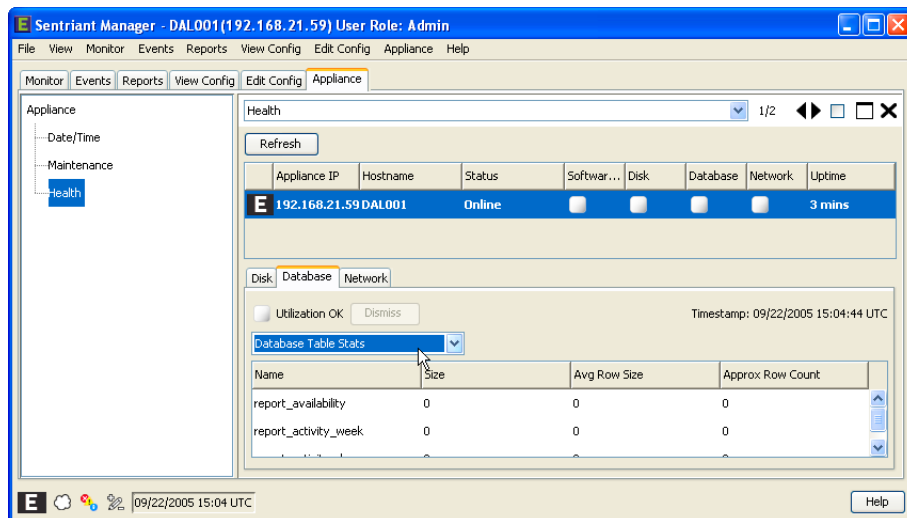 E Sentriant Manager - DAL001(192.168.21.59) User Role: Admin
File View Monitor Events Reports View Config Edit Config Appliance Help
Monitor Events Reports View Config Edit Config Appliance
Appliance
Date/Time
Maintenance
Health
Health 1/2
Refresh
Appliance IP Hostname Status Softwar... Disk Database Network Uptime
E 192.168.21.59 DAL001 Online 3 mins
Disk Database Network
Utilization OK Dismiss Timestamp: 09/22/2005 15:04:44 UTC
Database Table Stats
Name Size Avg Row Size Approx Row Count
report_availability 0 0 0
report_activity_week 0 0 0
E 09/22/2005 15:04 UTC Help